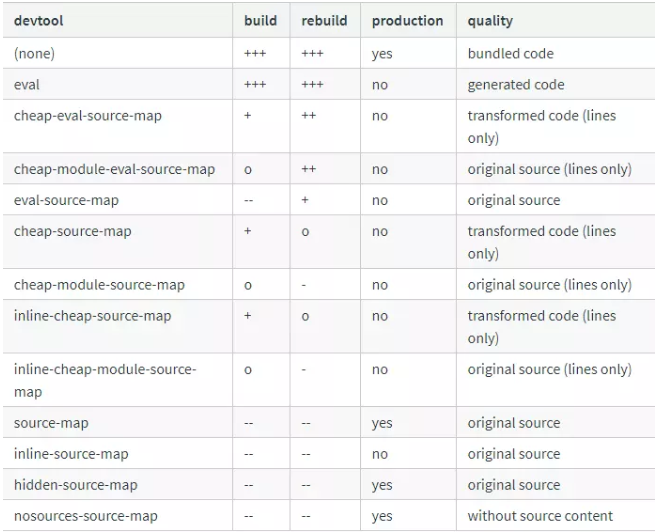 devtool build rebuild production quality
(none) +++ +++ yes bundled code
eval +++ +++ no generated code
cheap-eval-source-map + ++ no transformed code (lines
only)
cheap-module-eval-source-map o ++ no original source (lines only)
eval-source-map -- + no original source
cheap-source-map + o no transformed code (lines
only)
cheap-module-source-map o - no original source (lines only)
inline-cheap-source-map + o no transformed code (lines
only)
inline-cheap-module-source- o - no original source (lines only)
map
source-map -- -- yes original source
inline-source-map -- -- no original source
hidden-source-map -- -- yes original source
nosources-source-map -- -- yes without source content